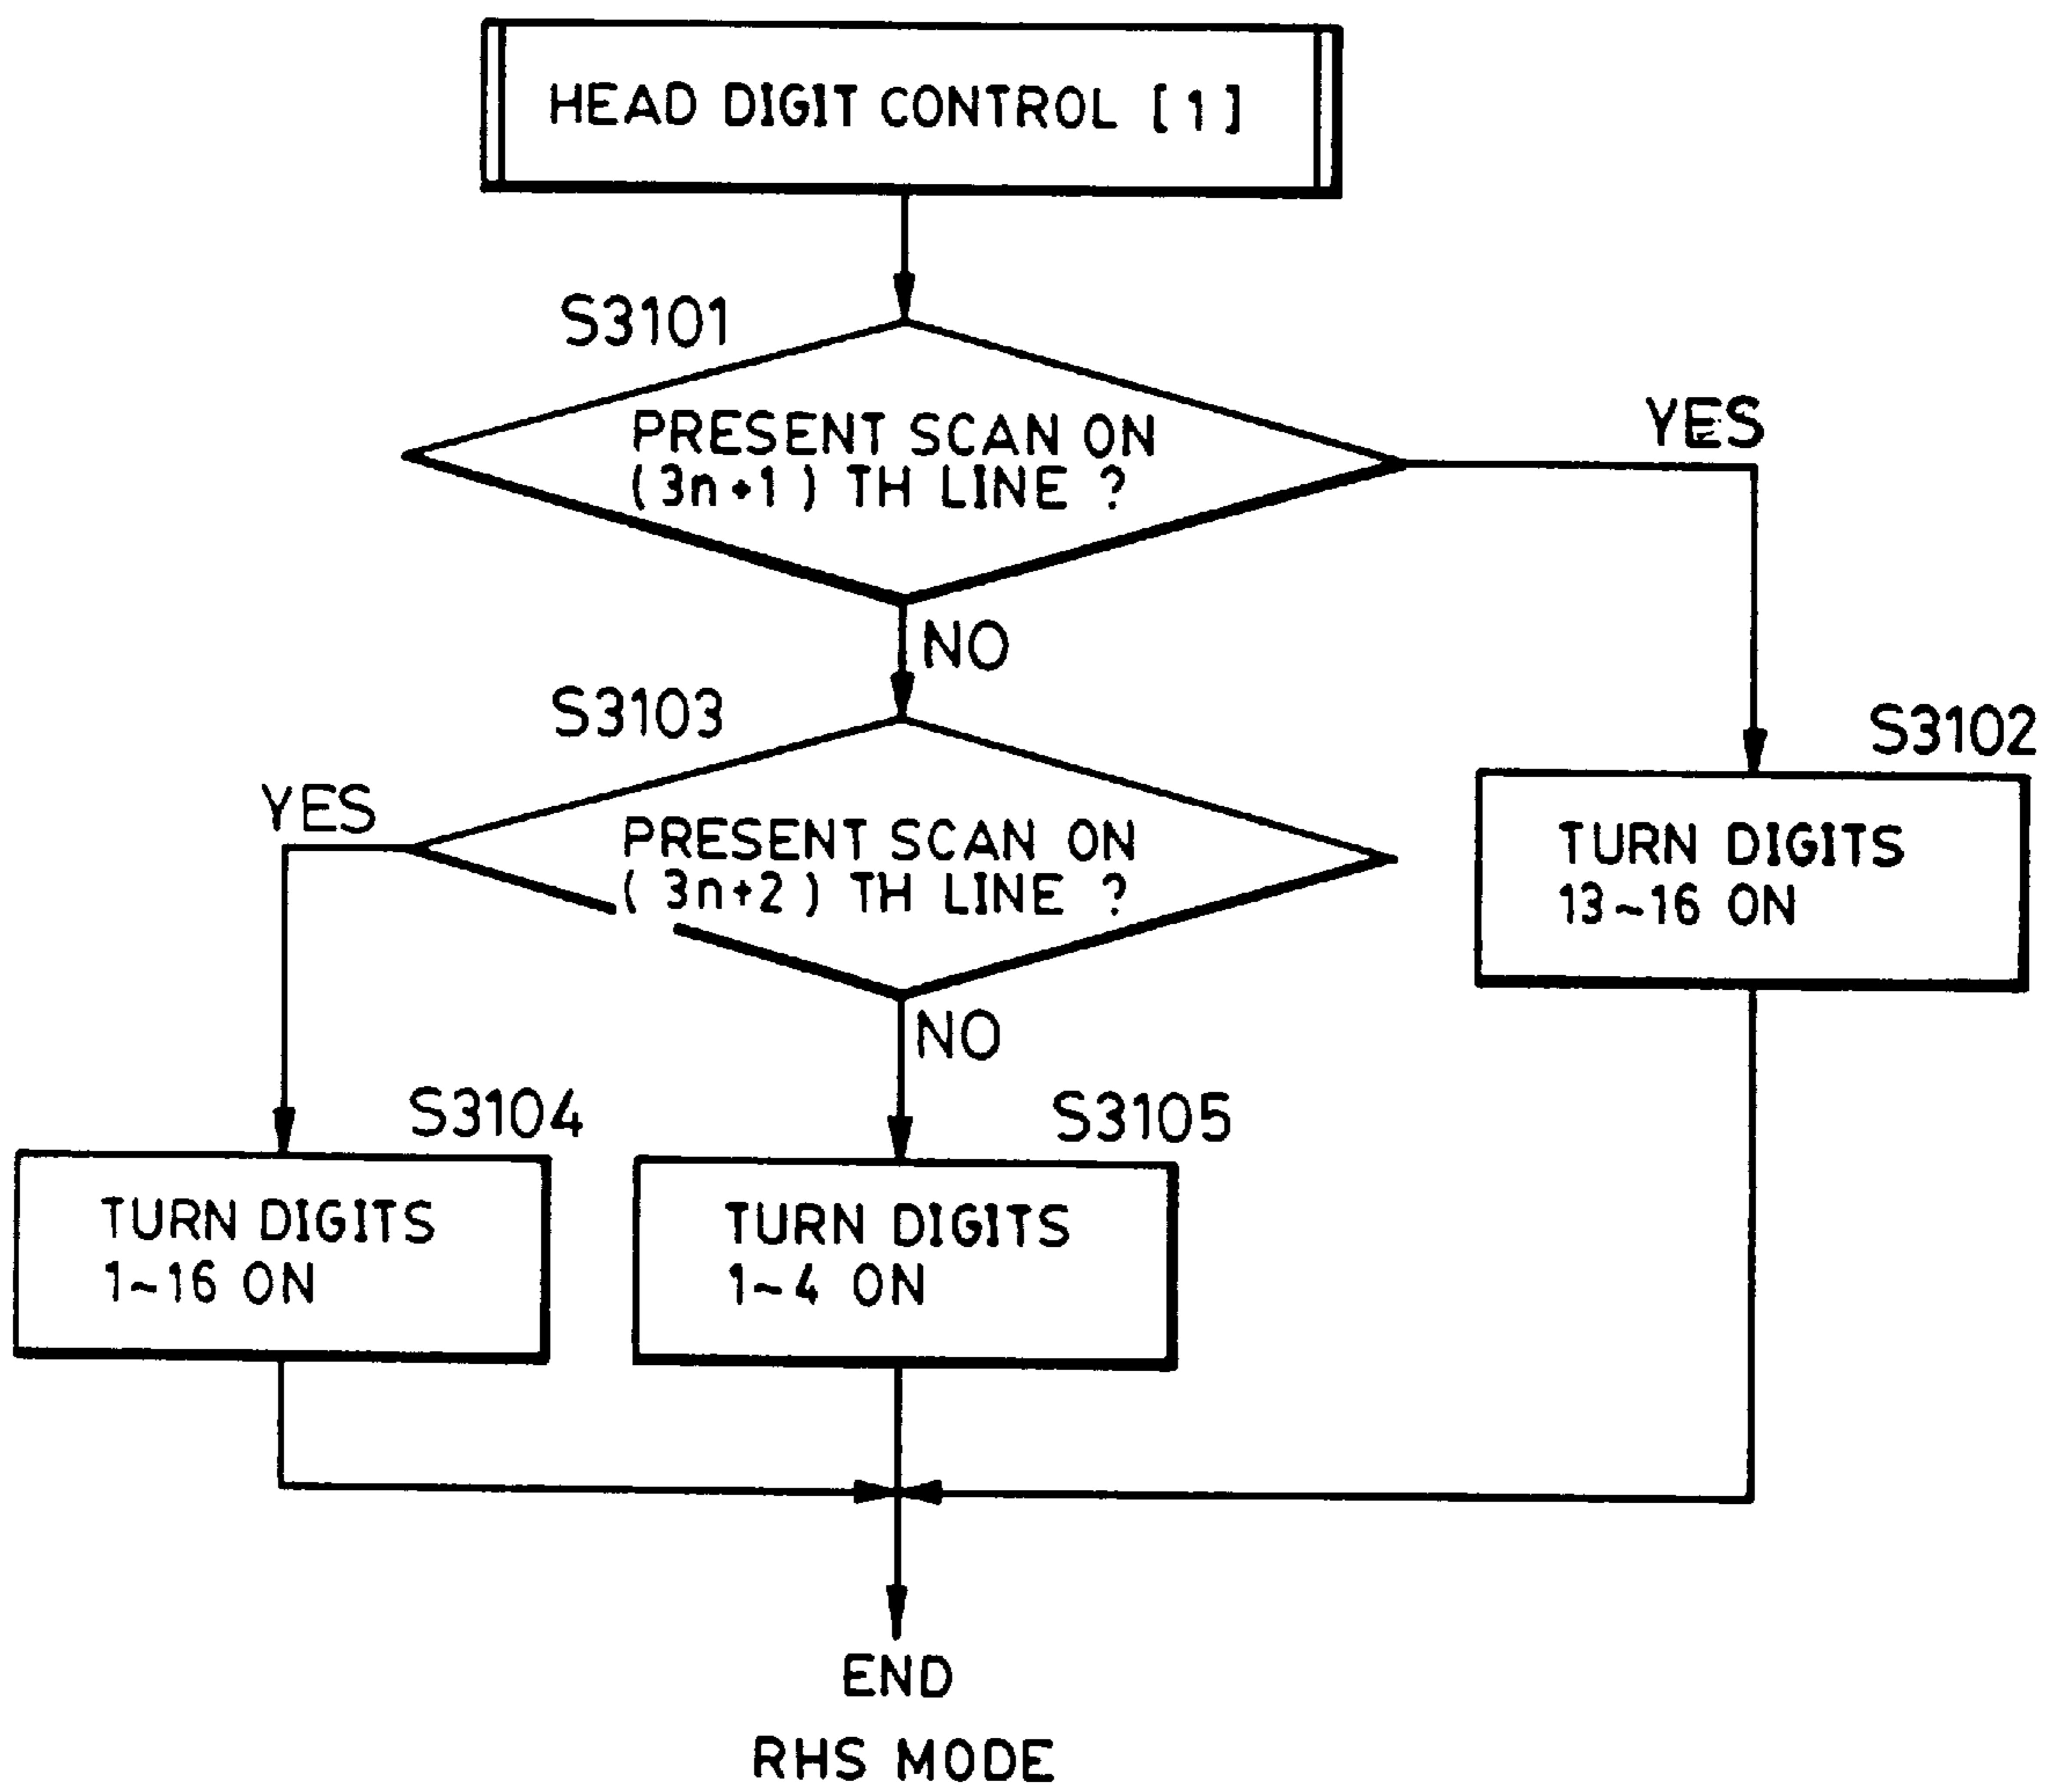 HEAD DIGIT CONTROL [1]
S3101
PRESENT SCAN ON
(3n+1) TH LINE ?
YES
NO
S3103
S3102
YES
PRESENT SCAN ON
(3n+2) TH LINE ?
TURN DIGITS
13~16 ON
NO
S3104
S3105
TURN DIGITS
1~16 ON
TURN DIGITS
1~4 ON
END
RHS MODE